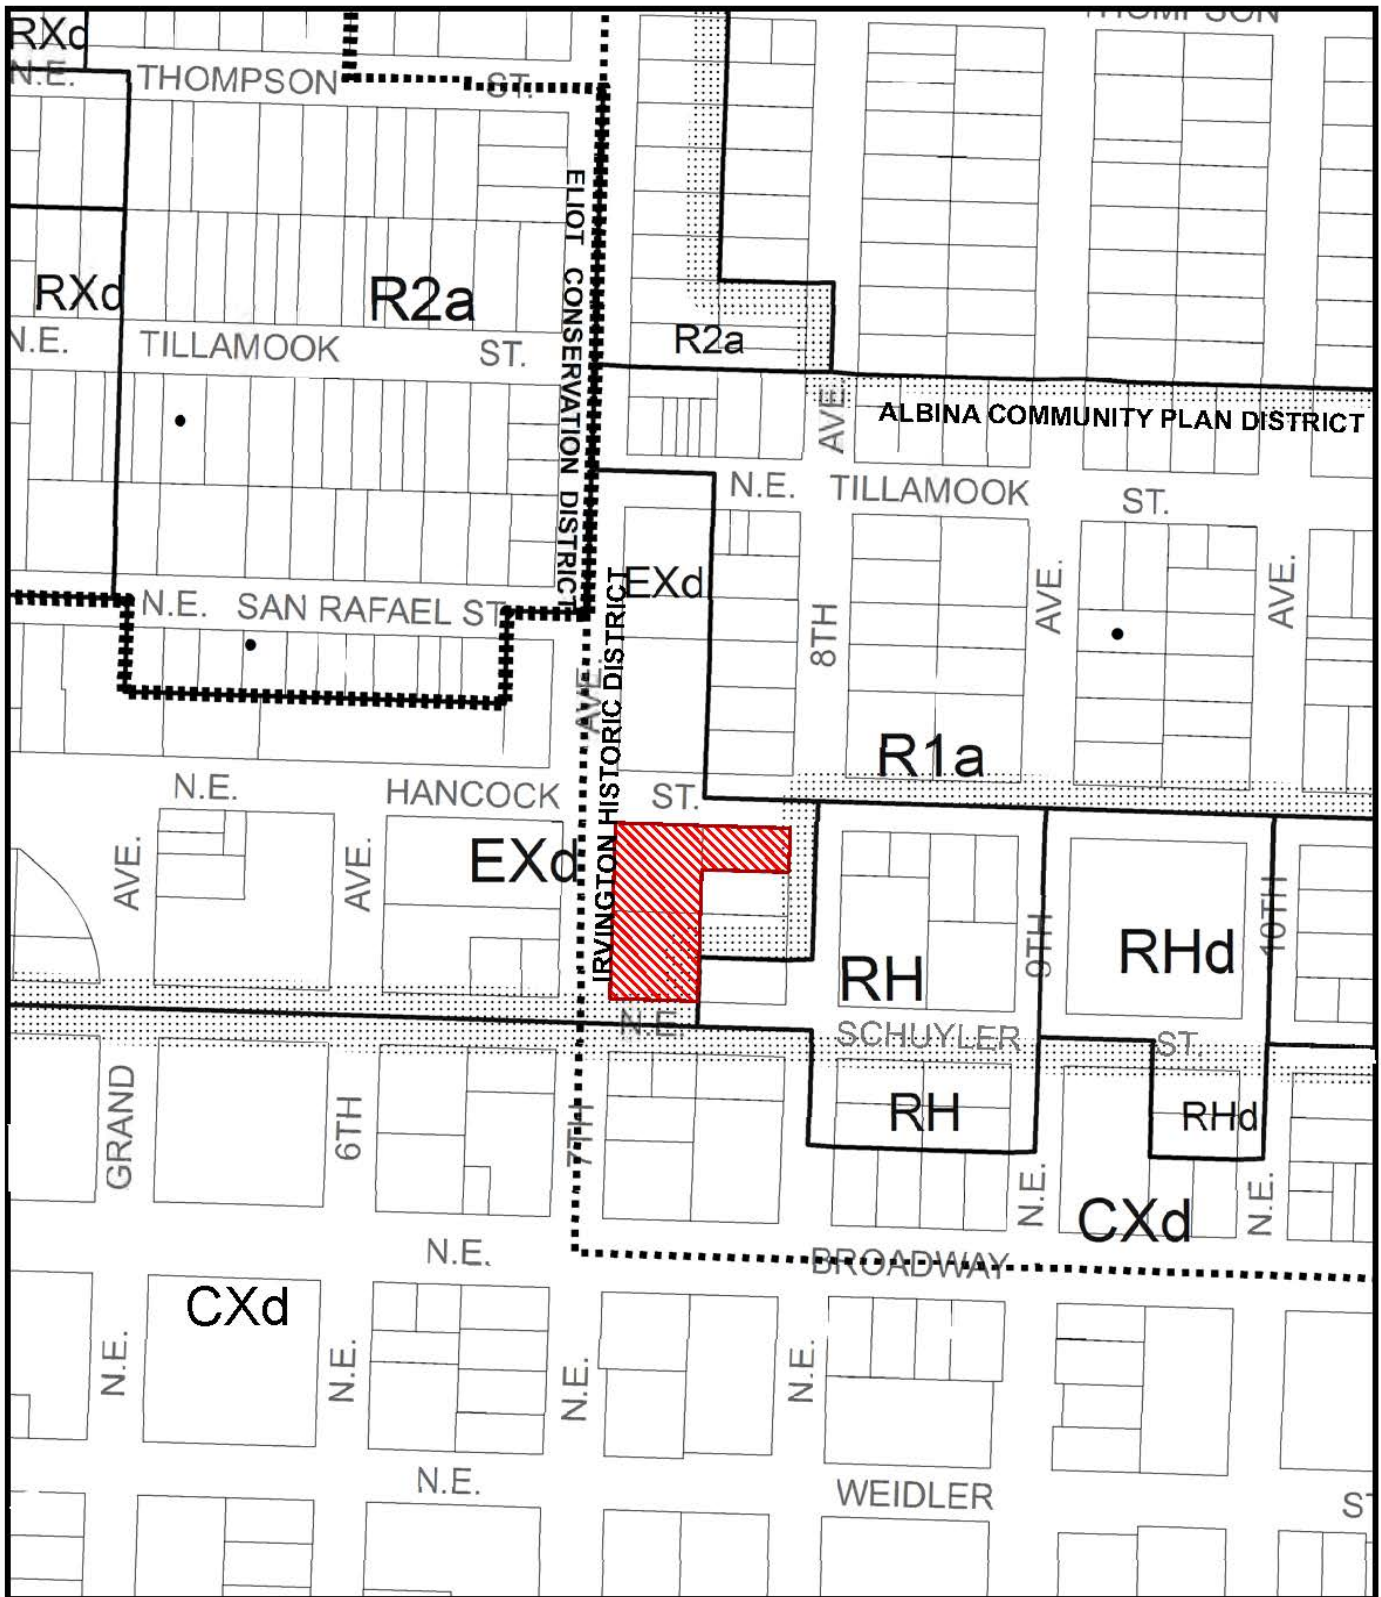 THOMPSON
RXd
N.E. THOMPSON ST.
ELIOT CONSERVATION DISTRICT
RXd
R2a
R2a
N.E. TILLAMOOK ST.
AVE.
ALBINA COMMUNITY PLAN DISTRICT
N.E. TILLAMOOK ST.
EXd
8TH
AVE.
AVE.
N.E. SAN RAFAEL ST.
AVE.
IRVINGTON HISTORIC DISTRICT
R1a
N.E. HANCOCK ST.
AVE.
AVE.
EXd
RH
9TH
RHd
10TH
N.E. SCHUYLER ST.
GRAND
6TH
7TH
RH
RHd
N.E.
CXd
N.E.
N.E. BROADWAY
CXd
N.E.
N.E.
N.E.
N.E.
N.E. WEIDLER ST